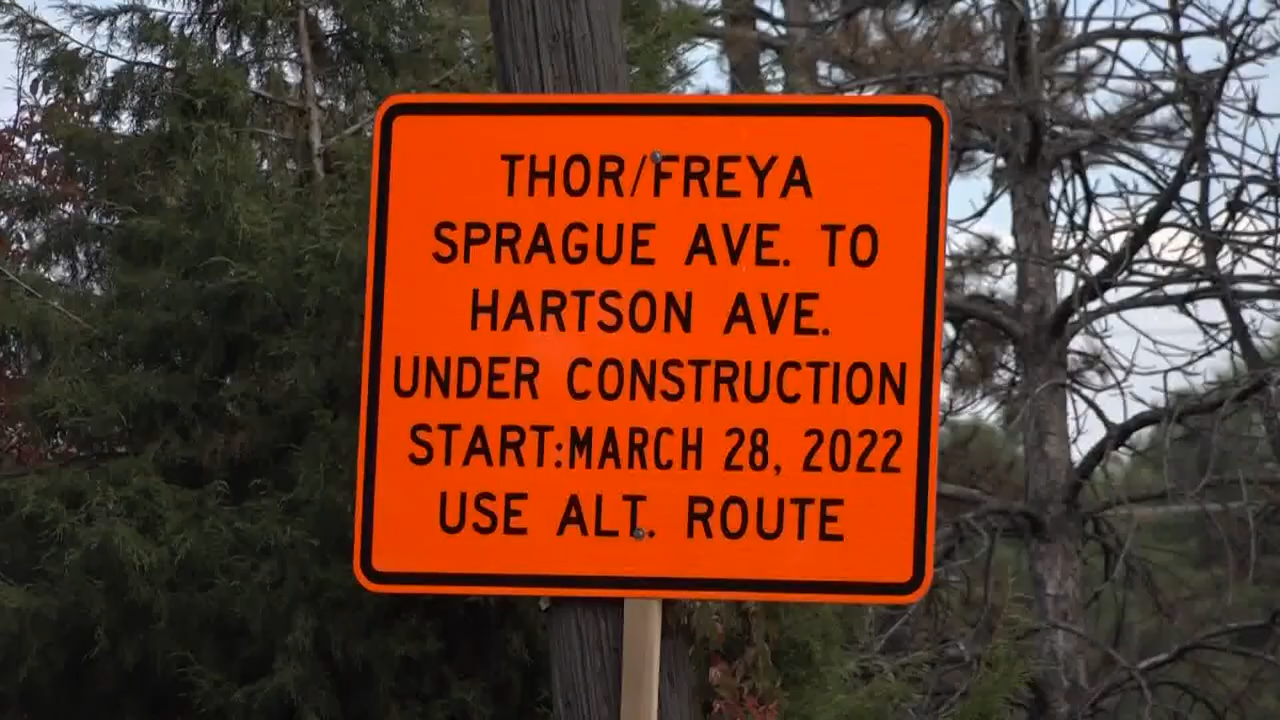 THOR/FREYA
SPRAGUE AVE. TO
HARTSON AVE.
UNDER CONSTRUCTION
START:MARCH 28, 2022
USE ALT. ROUTE